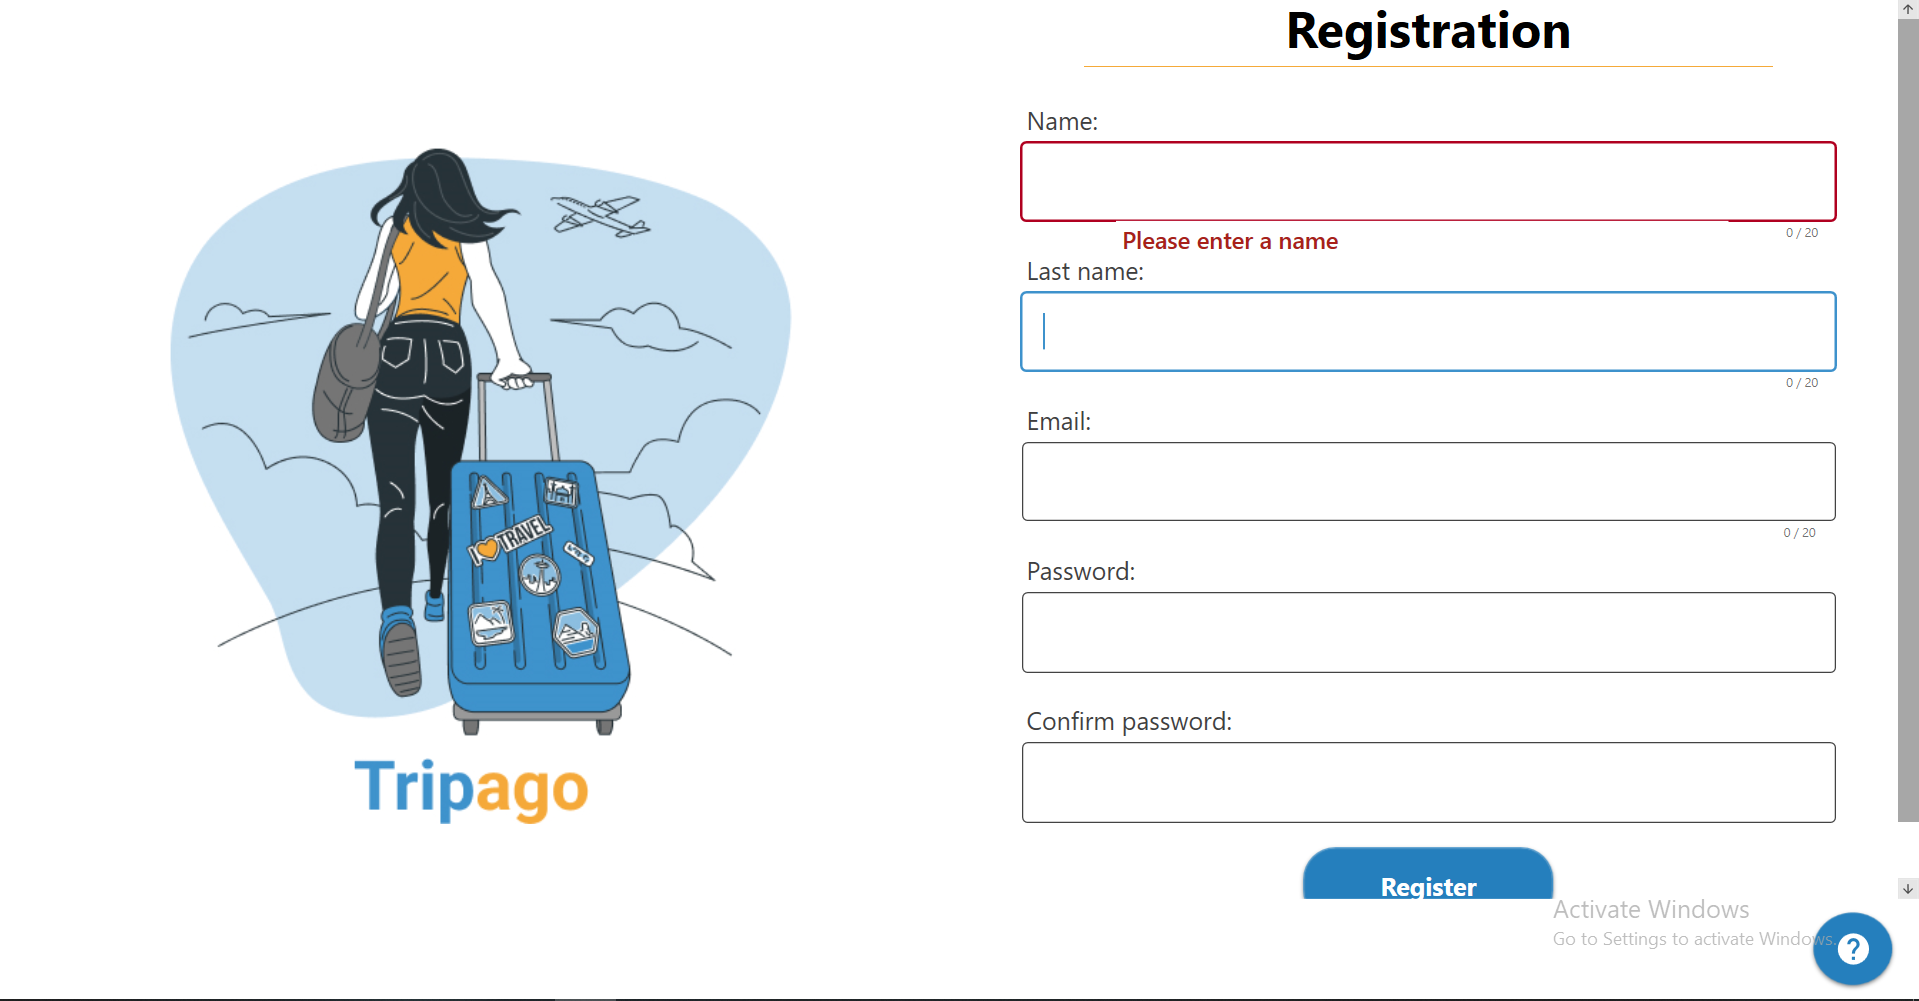 Registration
Name:
Please enter a name
0 / 20
Last name:
0 / 20
Email:
0 / 20
Password:
Confirm password:
Register
I TRAVEL
Tripago
Activate Windows
Go to Settings to activate Windows.
?